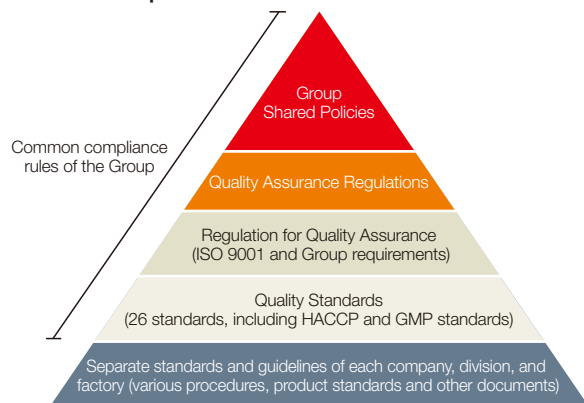 Group
Shared Policies
Common compliance
rules of the Group
Quality Assurance Regulations
Regulation for Quality Assurance
(ISO 9001 and Group requirements)
Quality Standards
(26 standards, including HACCP and GMP standards)
Separate standards and guidelines of each company, division, and
factory (various procedures, product standards and other documents)